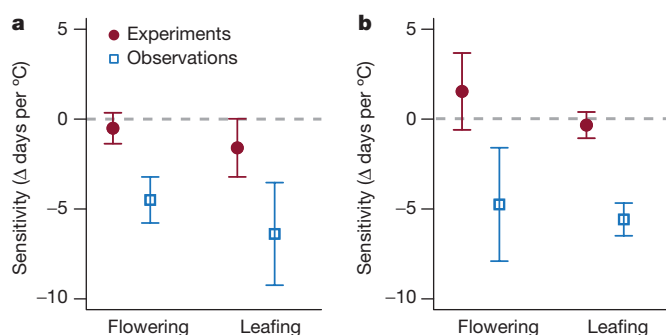 a
Sensitivity (Δ days per °C)
5
0
−5
−10
Experiments
Observations
Flowering
Leafing
b
Sensitivity (Δ days per °C)
5
0
−5
−10
Flowering
Leafing